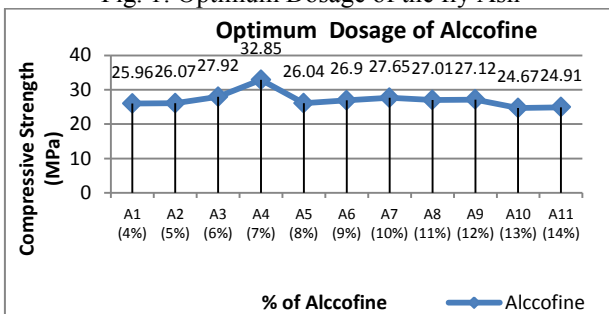 Fig. 1: Optimum Dosage of the fly Ash
Optimum Dosage of Alccofine
Compressive Strength
(MPa)
40
30
20
10
0
25.96 26.07 27.92 32.85 26.04 26.9 27.65 27.01 27.12 24.67 24.91
A1 A2 A3 A4 A5 A6 A7 A8 A9 A10 A11
(4%) (5%) (6%) (7%) (8%) (9%) (10%) (11%) (12%) (13%) (14%)
% of Alccofine
Alccofine